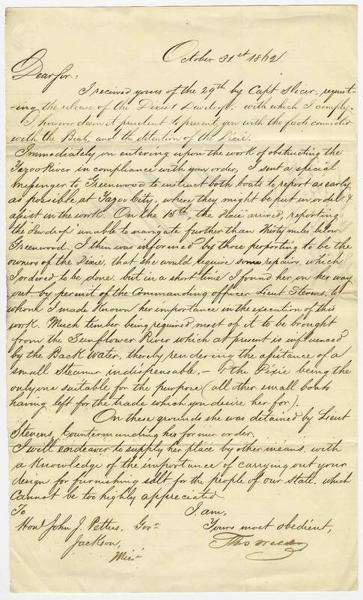 October 31st 1862
Dear Sir:
I received yours of the 29th by Capt Slicer, request-
ing the release of the Dixie & Dewdrop: with which I comply.
I however deem it prudent to present you with the facts connected
with the Boats, and the detention of the Dixie.
Immediately on entering upon the work of obstructing the
Yazoo River in compliance with your order, I sent a special
messenger to Greenwood to instruct both boats to report as early
as possible at Yazoo City, where they might be put in order &
assist in the work. On the 16th, the Dixie arrived, reporting
the Dewdrop unable to navigate further than thirty miles below
Greenwood. I then was informed by those purporting to be the
owners of the Dixie, that she would require some repairs, which
I ordered to be done, but in a short time I found her on her way
out by permit of the Commanding officer Lieut Stevens, to
whom I made known her importance in the execution of this
work. Much timber being required most of it to be brought
from the Sunflower River which at present is influenced
by the Back Water, thereby rendering the assistance of a
small Steamer indispensable, — & the Dixie being the
only one suitable for the purpose (all other small boats
having left for the trade which you desire her for).
On these grounds she was detained by Lieut
Stevens, Countermanding her former order.
I will endeavor to supply her place by other means, with
a Knowledge of the importance of carrying out your
design for furnishing salt for the people of our state, which
cannot be too highly appreciated
To I am,
Hon John J. Pettus, Gov: Yours most obedient,
Jackson, Thos
Miss.